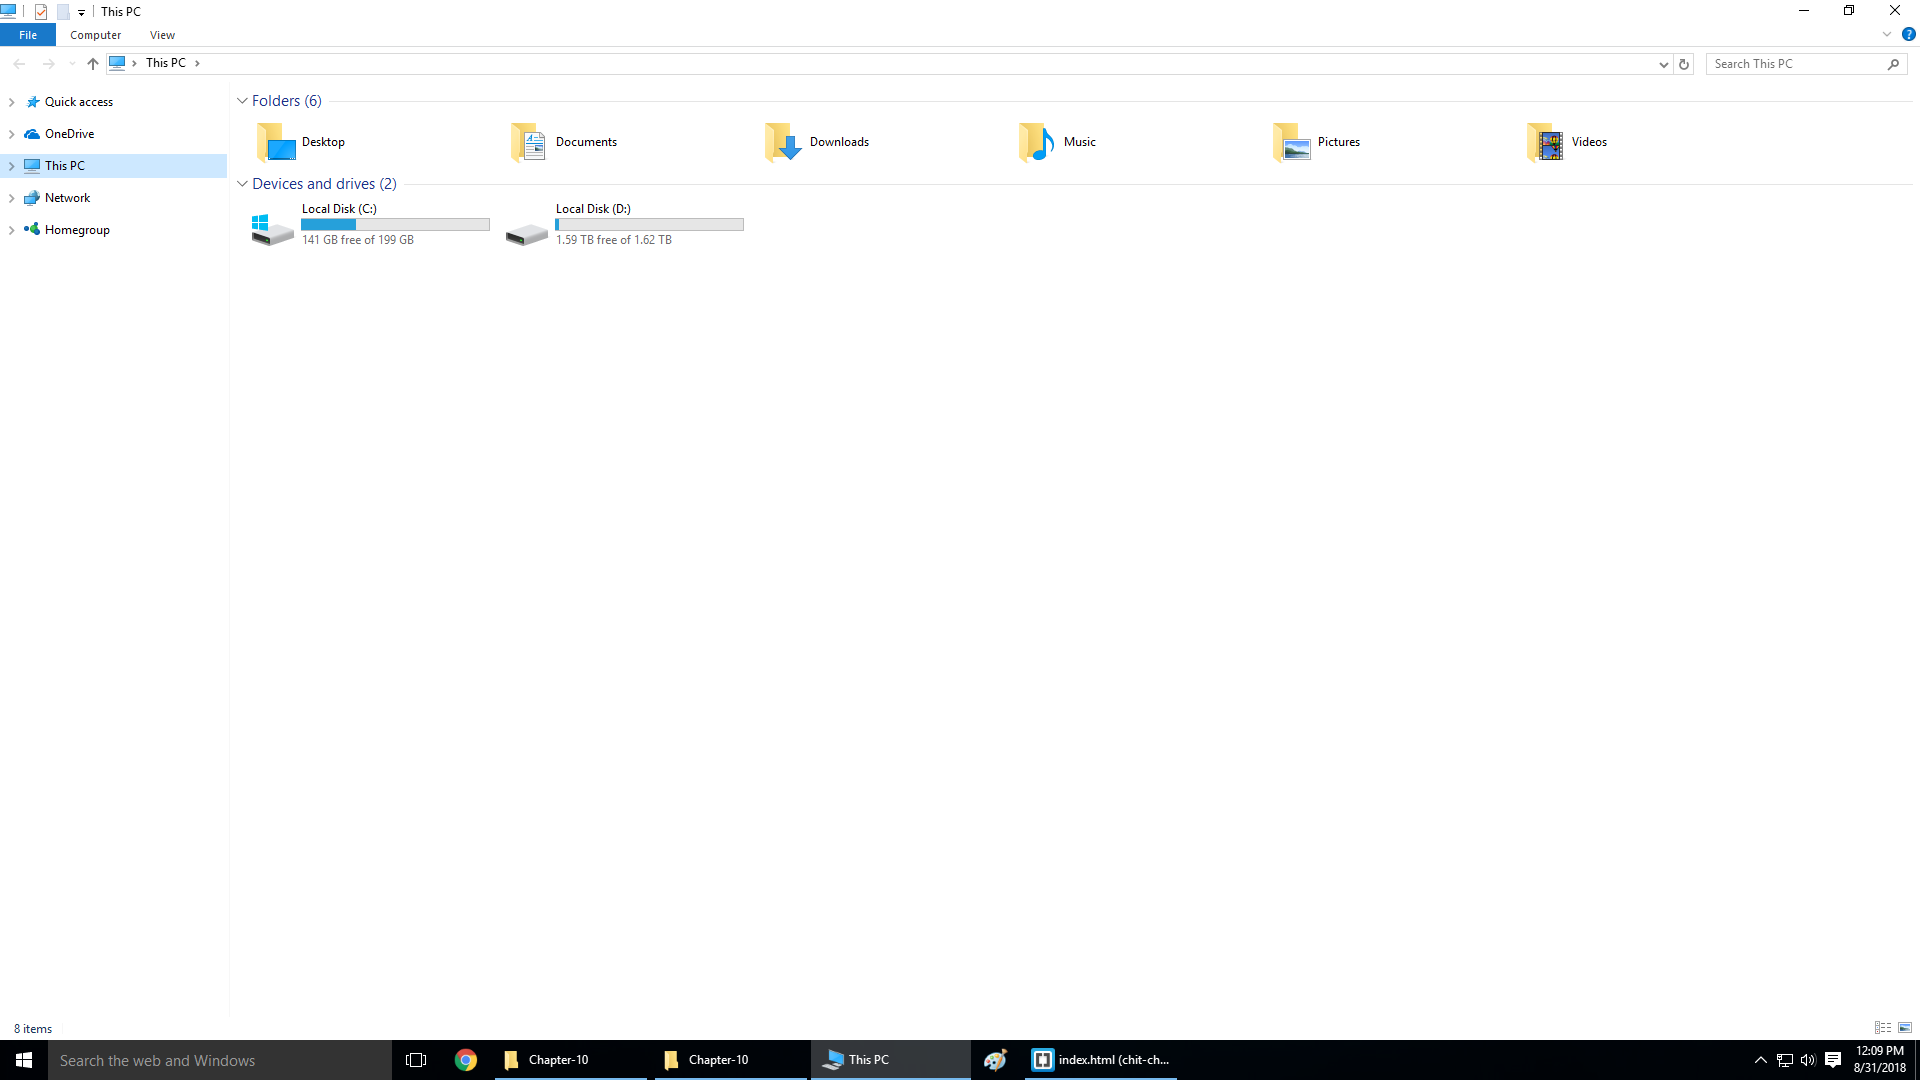 This PC
File Computer View
This PC
Search This PC
Quick access
OneDrive
This PC
Network
Homegroup
Folders (6)
Desktop
Documents
Downloads
Music
Pictures
Videos
Devices and drives (2)
Local Disk (C:)
141 GB free of 199 GB
Local Disk (D:)
1.59 TB free of 1.62 TB
8 items
Search the web and Windows
Chapter-10
Chapter-10
This PC
index.html (chit-ch...
12:09 PM
8/31/2018